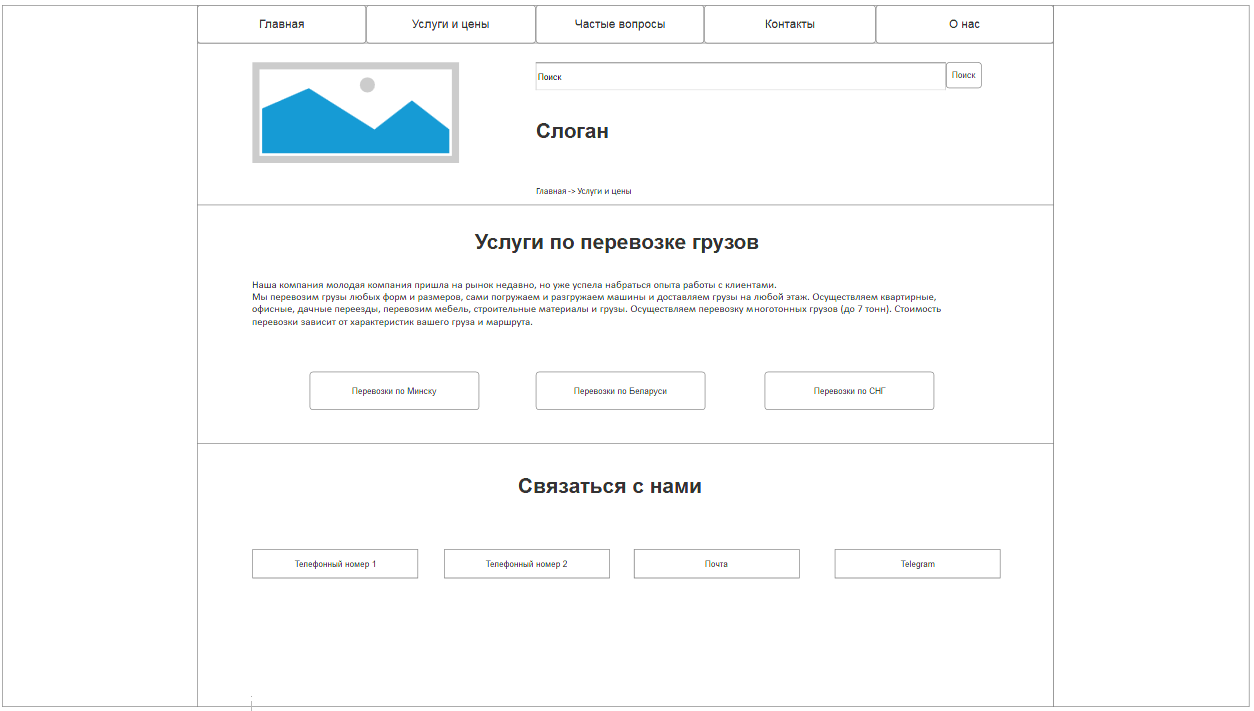 Главная Услуги и цены Частые вопросы Контакты О нас
Поиск Поиск
Слоган
Главная -> Услуги и цены
Услуги по перевозке грузов
Наша компания молодая компания пришла на рынок недавно, но уже успела набраться опыта работы с клиентами.
Мы перевозим грузы любых форм и размеров, сами погружаем и разгружаем машины и доставляем грузы на любой этаж. Осуществляем квартирные,
офисные, дачные переезды, перевозим мебель, строительные материалы и грузы. Осуществляем перевозку многотонных грузов (до 7 тонн). Стоимость
перевозки зависит от характеристик вашего груза и маршрута.
Перевозки по Минску Перевозки по Беларуси Перевозки по СНГ
Связаться с нами
Телефонный номер 1 Телефонный номер 2 Почта Telegram